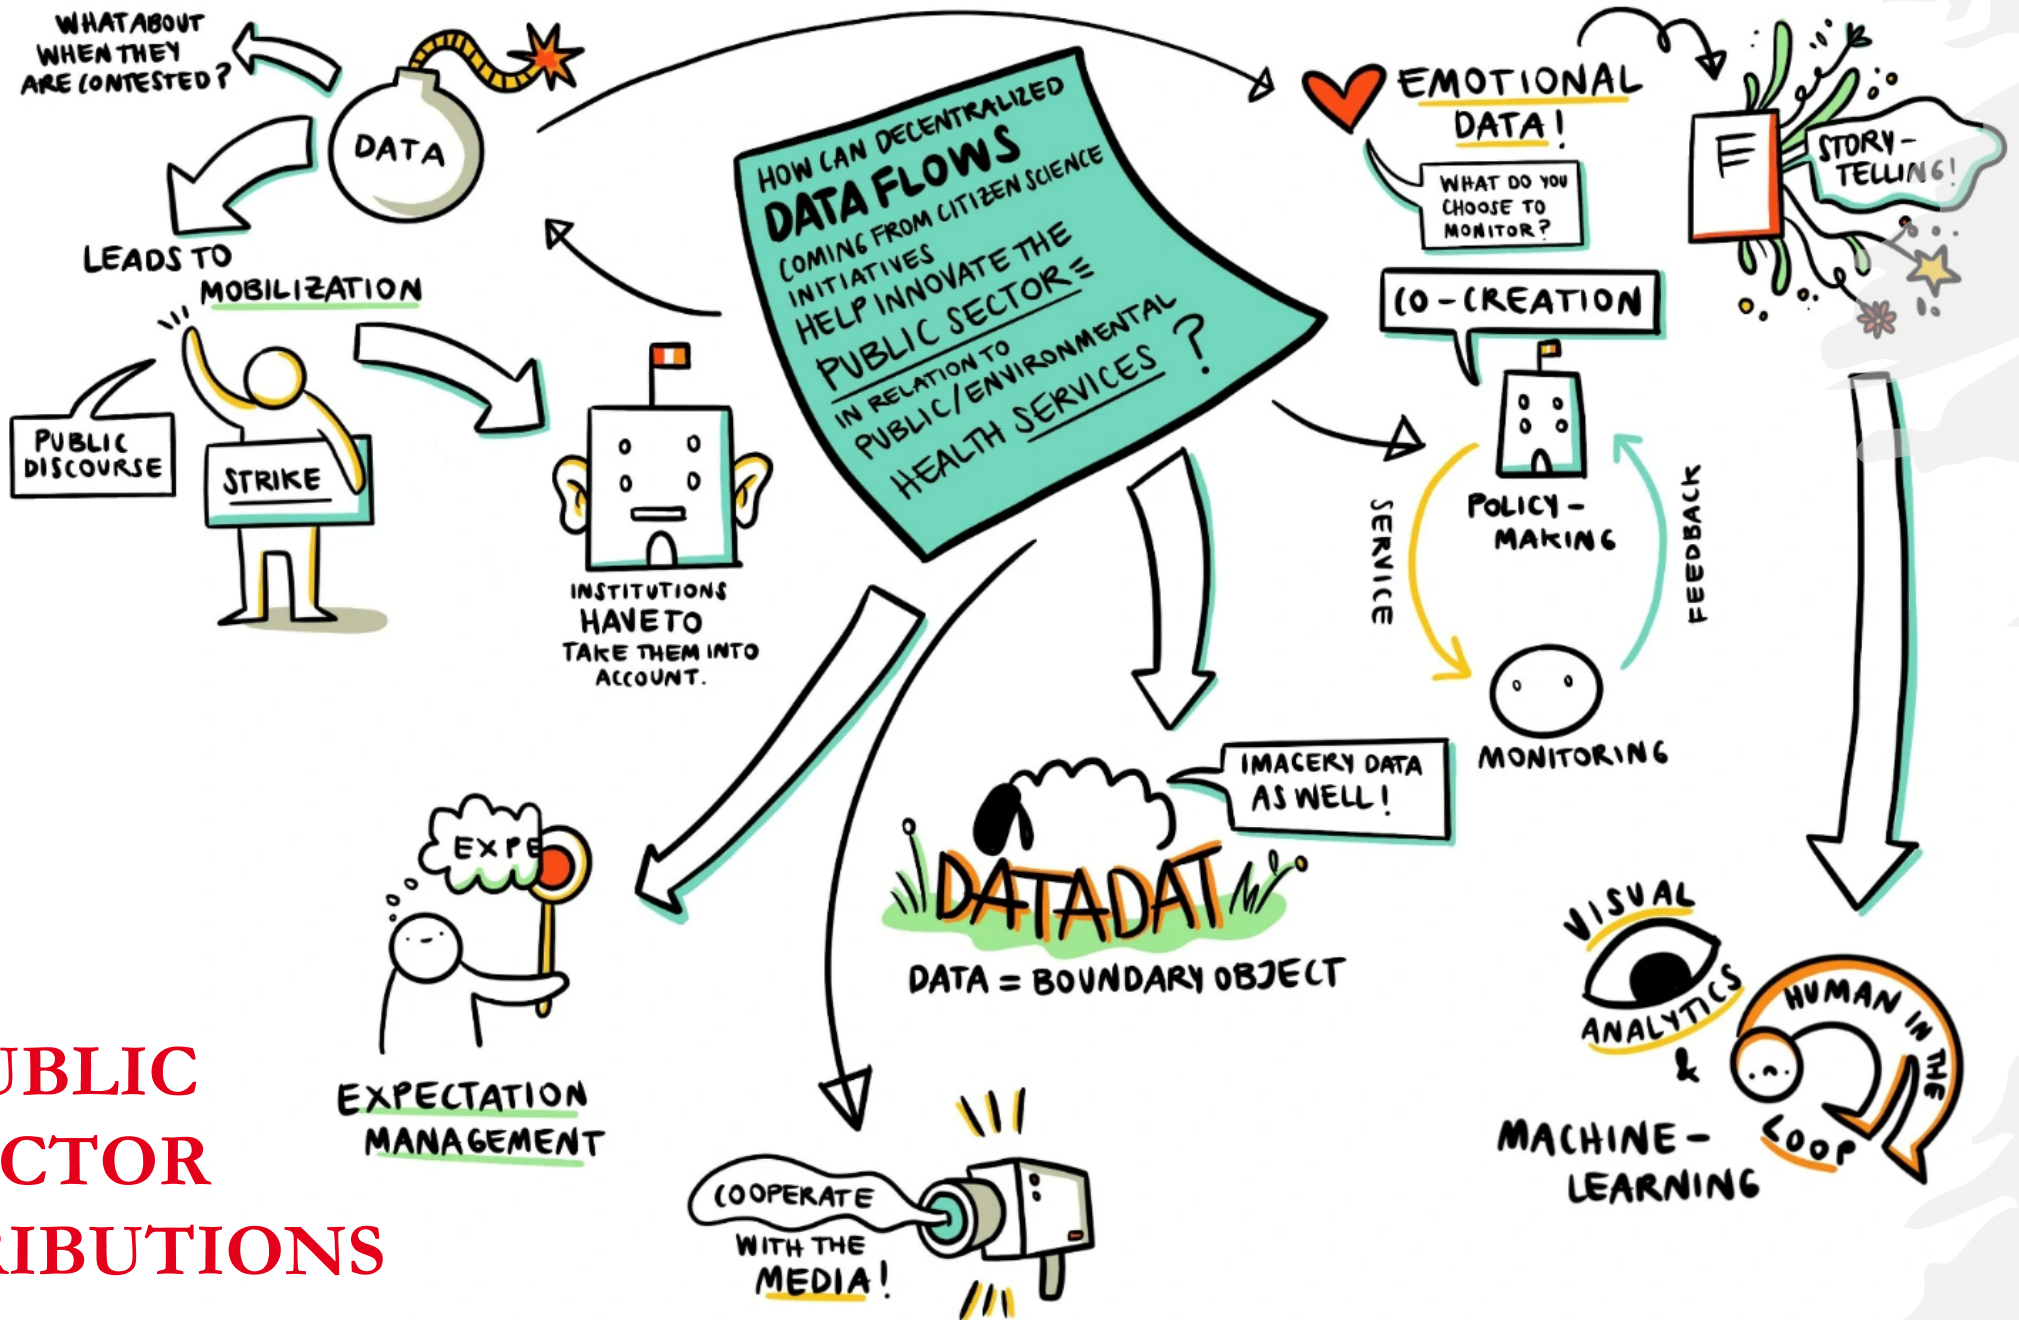 WHAT ABOUT
WHEN THEY
ARE CONTESTED?
DATA
LEADS TO
MOBILIZATION
PUBLIC
DISCOURSE
STRIKE
INSTITUTIONS
HAVE TO
TAKE THEM INTO
ACCOUNT.
HOW CAN DECENTRALIZED
DATA FLOWS
COMING FROM CITIZEN SCIENCE
INITIATIVES
HELP INNOVATE THE
PUBLIC SECTOR
IN RELATION TO
PUBLIC/ENVIRONMENTAL
HEALTH SERVICES?
EMOTIONAL
DATA!
WHAT DO YOU
CHOOSE TO
MONITOR?
STORY-
TELLING!
CO-CREATION
POLICY-
MAKING
SERVICE
FEEDBACK
MONITORING
IMAGERY DATA
AS WELL!
DATADAT
DATA = BOUNDARY OBJECT
EXPE
EXPECTATION
MANAGEMENT
COOPERATE
WITH THE
MEDIA!
VISUAL
ANALYTICS
&
MACHINE-
LEARNING
HUMAN IN THE
LOOP
UBLIC
CTOR
RIBUTIONS